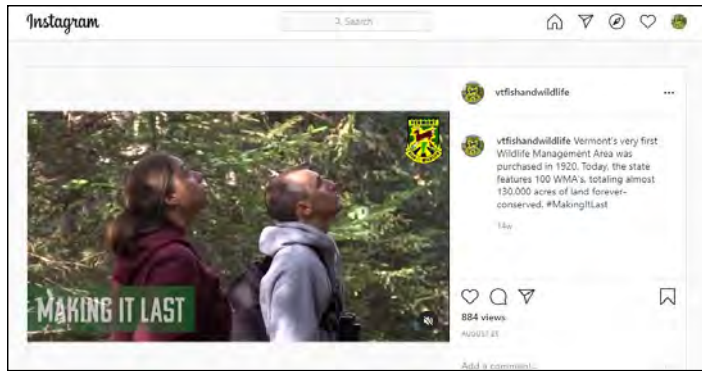 Instagram
Search
vtfishandwildlife
VERMONT
vtfishandwildlife Vermont's very first
Wildlife Management Area was
purchased in 1920. Today, the state
features 100 WMA's, totaling almost
130,000 acres of land forever-
conserved. #MakingItLast
14w
MAKING IT LAST
884 views
AUGUST 21
Add a comment...